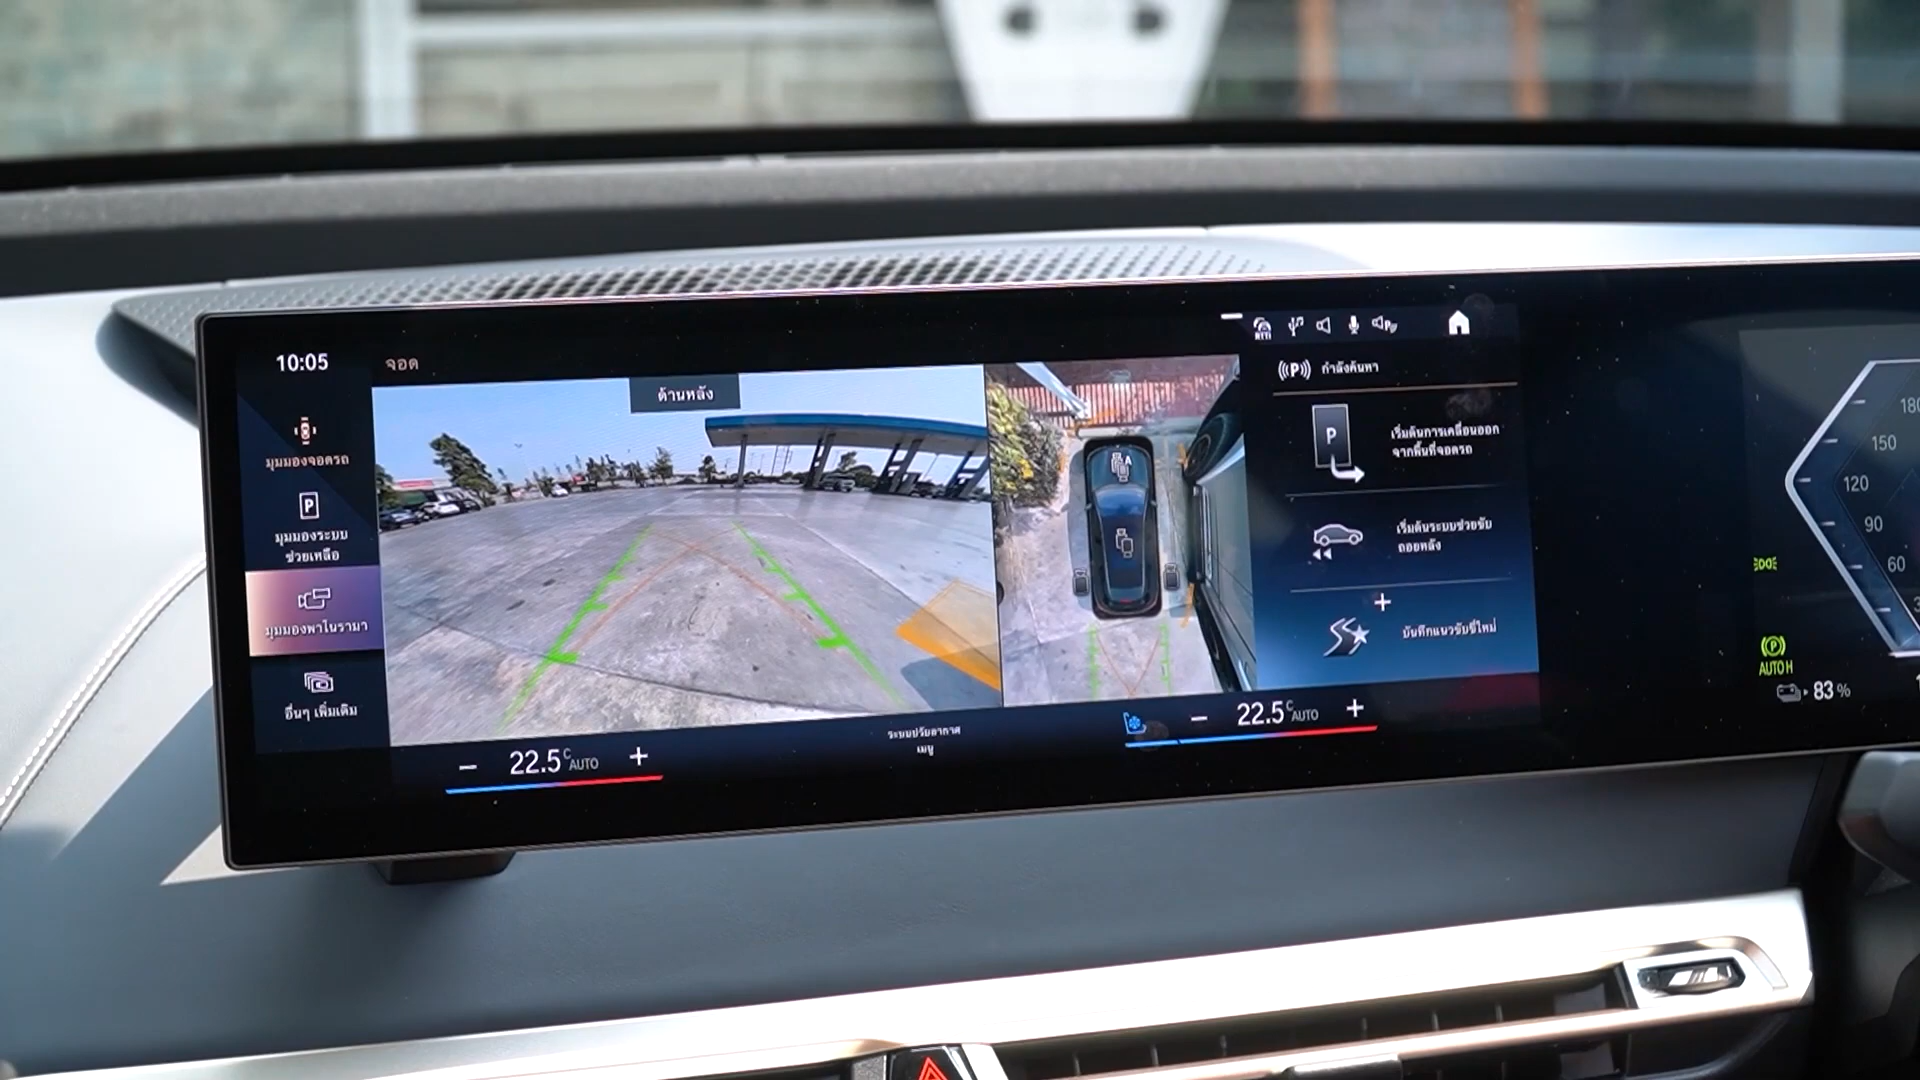 10:05
จอด
RTTI
ด้านหลัง
มุมมองจอดรถ
P
มุมมองระบบ
ช่วยเหลือ
มุมมองพาโนรามา
อื่นๆ เพิ่มเติม
A
((P)) กำลังค้นหา
P
เริ่มต้นการเคลื่อนออก
จากพื้นที่จอดรถ
เริ่มต้นระบบช่วยขับ
ถอยหลัง
บันทึกแนวขับขี่ใหม่
- 22.5 °C AUTO +
ระบบปรับอากาศ
เมนู
- 22.5 °C AUTO +
180
150
120
90
60
(P)
AUTO H
83 %